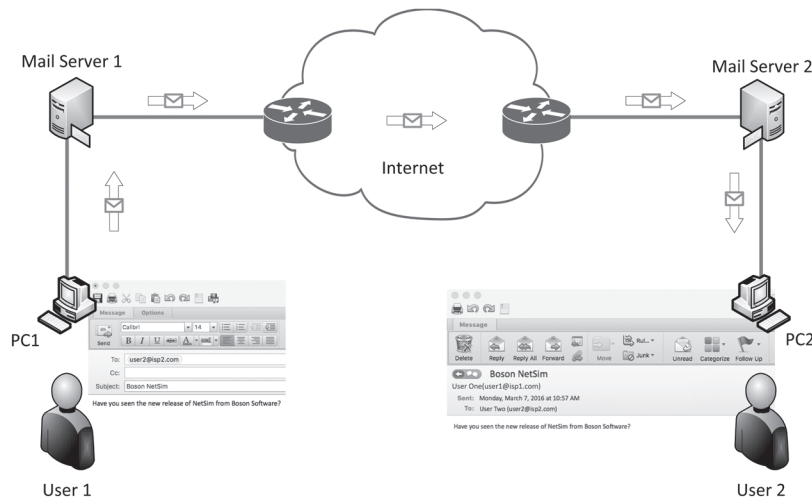 Mail Server 1
Mail Server 2
Internet
PC1
Message Options
Calibri 14
Send B I U abc A abc
To: user2@isp2.com
Cc:
Subject: Boson NetSim
Have you seen the new release of NetSim from Boson Software?
User 1
PC2
Message
Delete Reply Reply All Forward Move Rul... Junk Unread Categorize Follow Up
Boson NetSim
User One(user1@isp1.com)
Sent: Monday, March 7, 2016 at 10:57 AM
To: User Two (user2@isp2.com)
Have you seen the new release of NetSim from Boson Software?
User 2